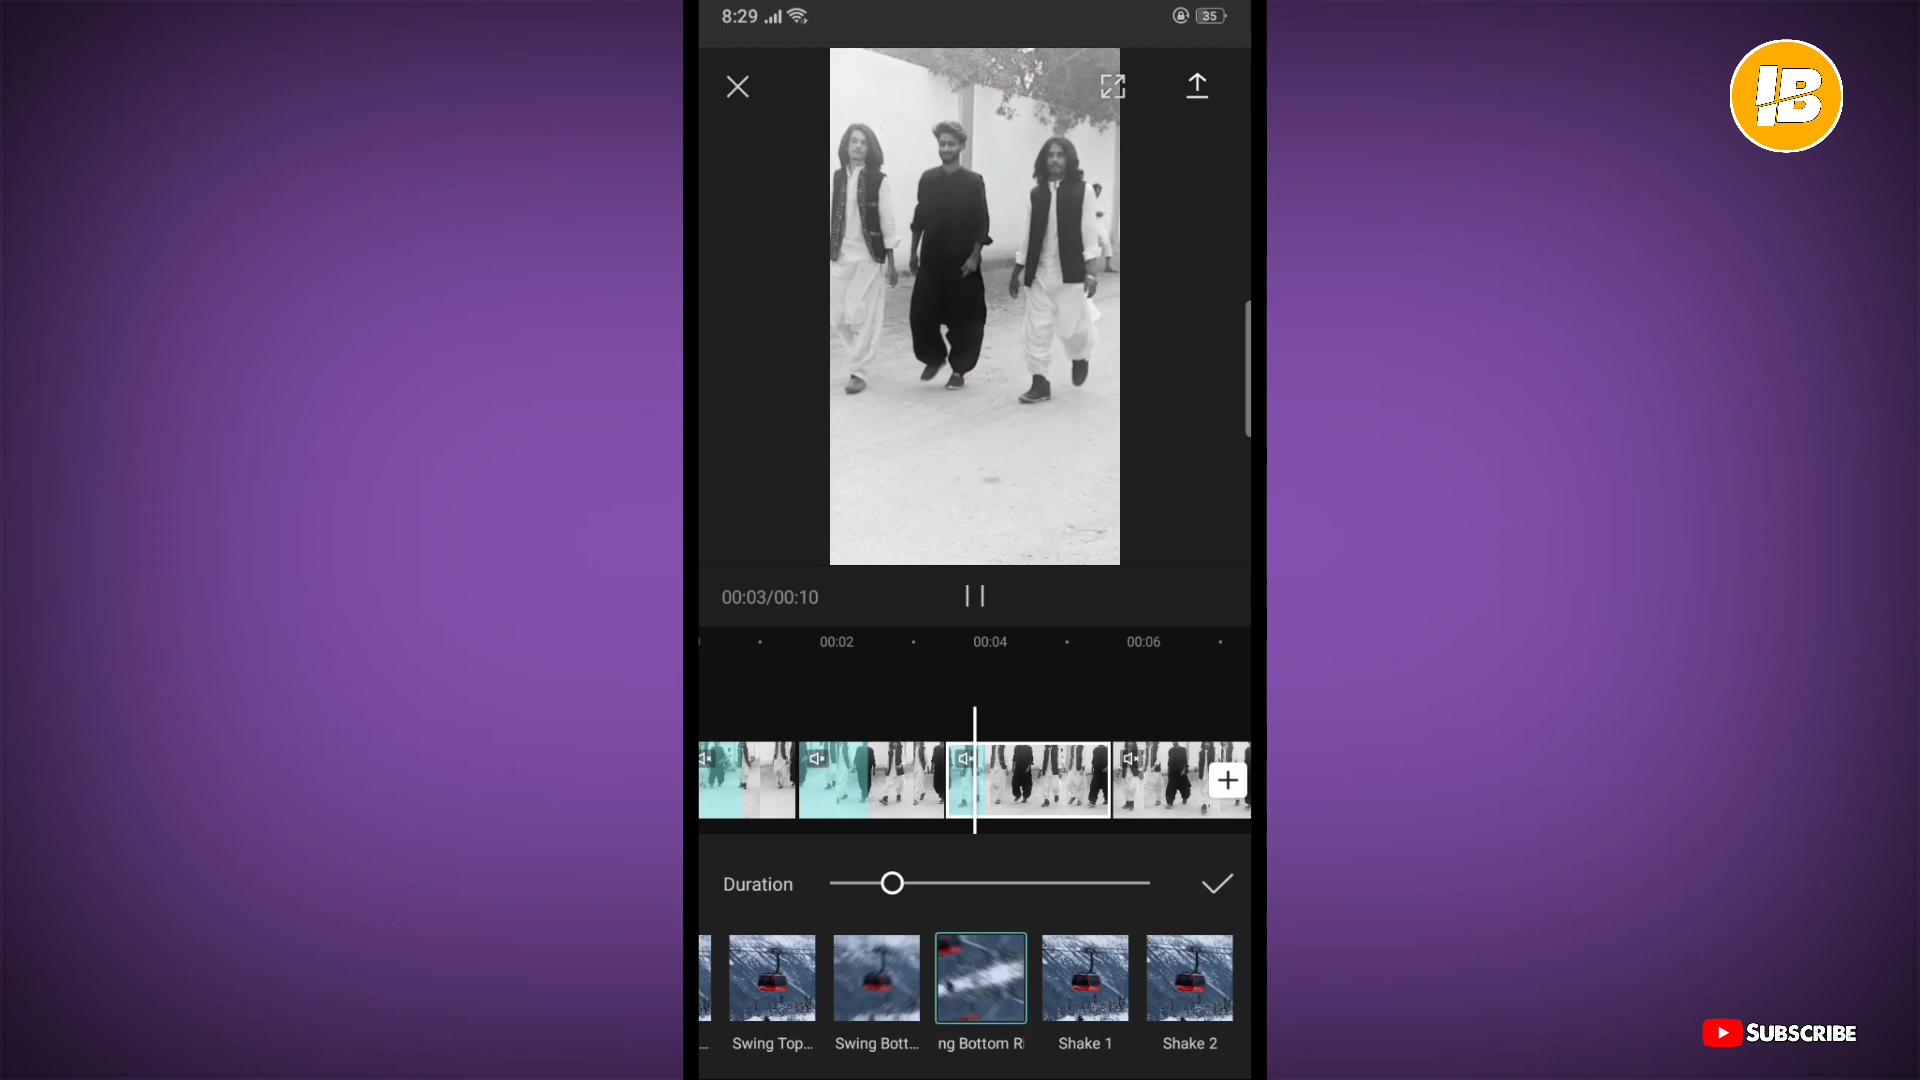 8:29
35
IB
00:03/00:10
00:02
00:04
00:06
Duration
...
Swing Top...
Swing Bott...
ng Bottom Ri
Shake 1
Shake 2
SUBSCRIBE